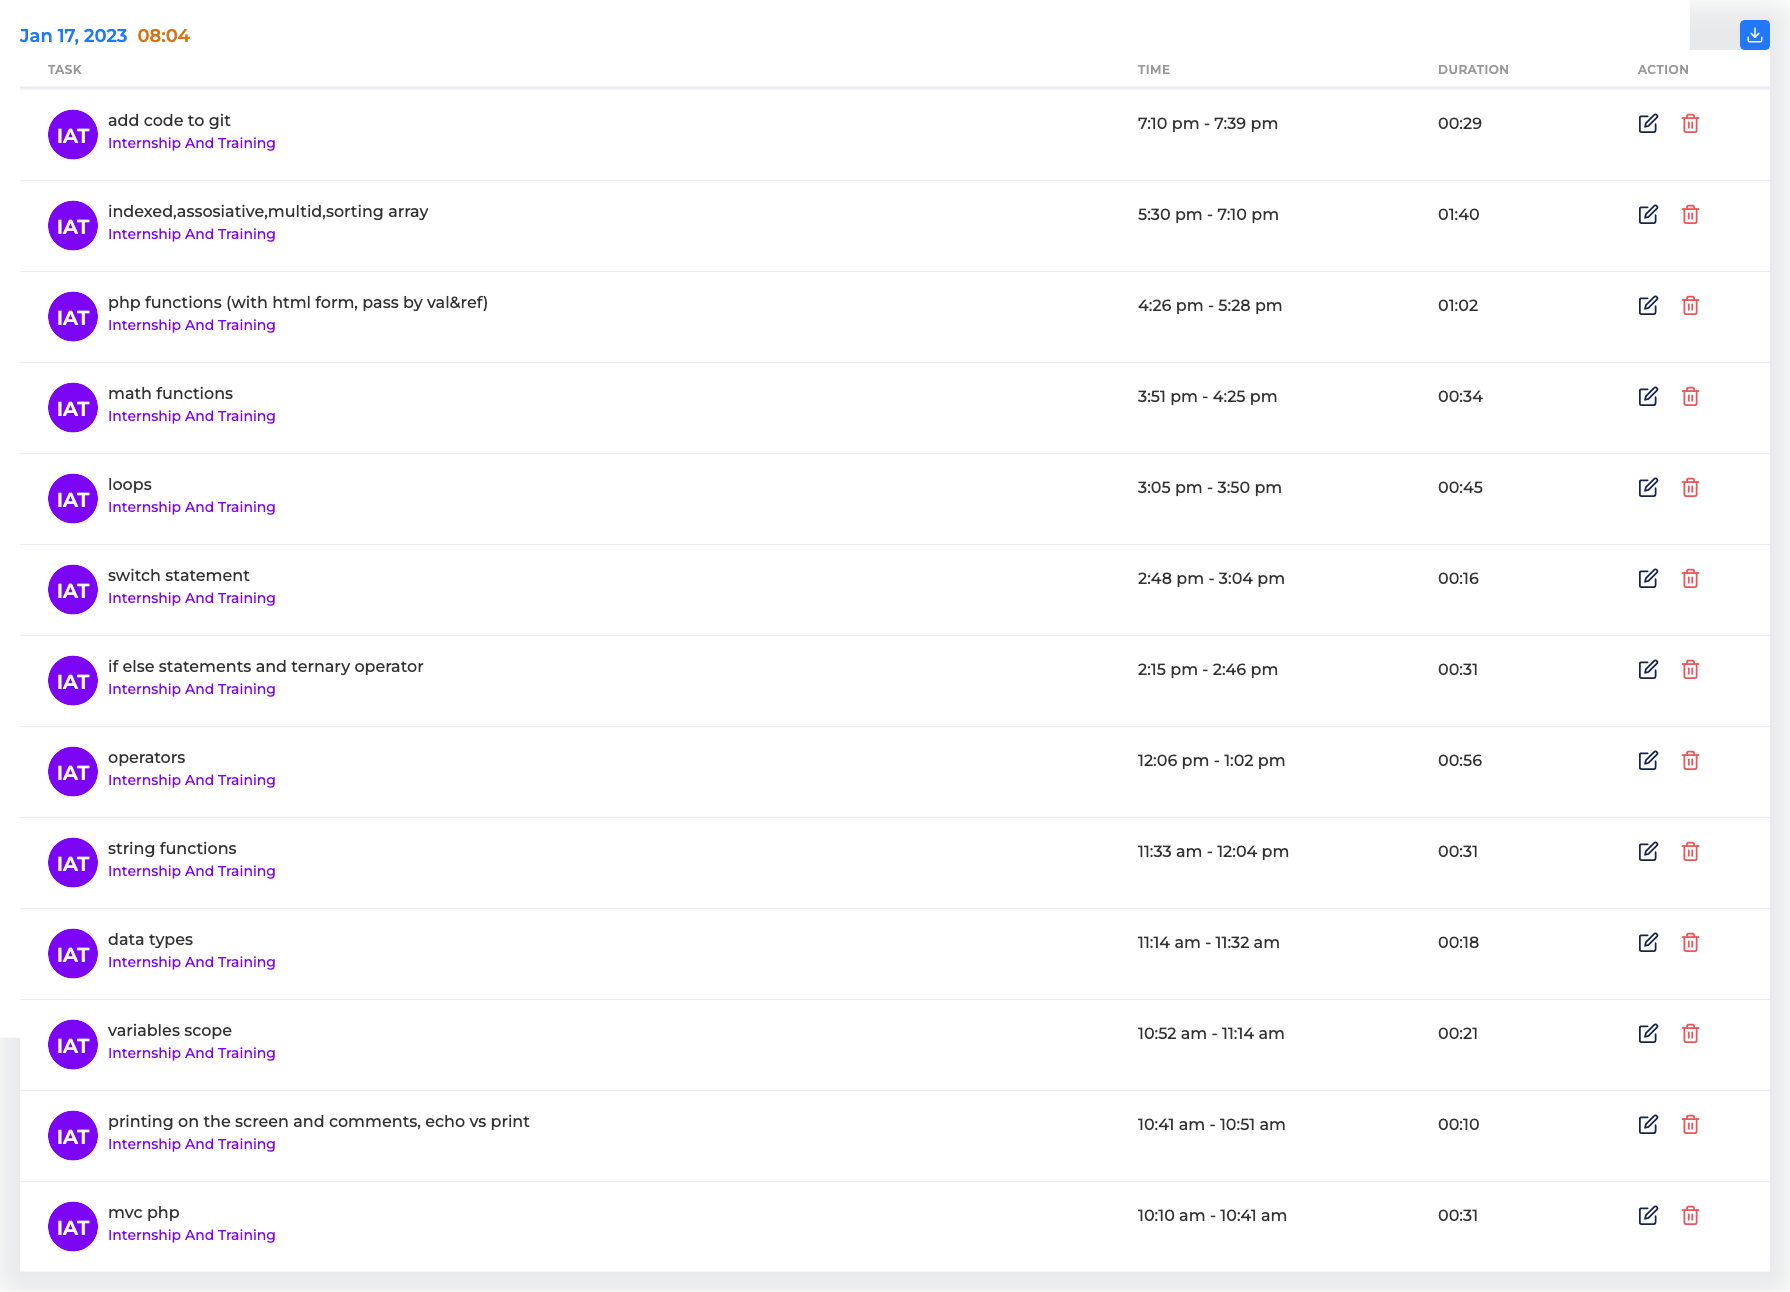 Jan 17, 2023 08:04
TASK TIME DURATION ACTION
IAT add code to git 7:10 pm - 7:39 pm 00:29
Internship And Training
IAT indexed,assosiative,multid,sorting array 5:30 pm - 7:10 pm 01:40
Internship And Training
IAT php functions (with html form, pass by val&ref) 4:26 pm - 5:28 pm 01:02
Internship And Training
IAT math functions 3:51 pm - 4:25 pm 00:34
Internship And Training
IAT loops 3:05 pm - 3:50 pm 00:45
Internship And Training
IAT switch statement 2:48 pm - 3:04 pm 00:16
Internship And Training
IAT if else statements and ternary operator 2:15 pm - 2:46 pm 00:31
Internship And Training
IAT operators 12:06 pm - 1:02 pm 00:56
Internship And Training
IAT string functions 11:33 am - 12:04 pm 00:31
Internship And Training
IAT data types 11:14 am - 11:32 am 00:18
Internship And Training
IAT variables scope 10:52 am - 11:14 am 00:21
Internship And Training
IAT printing on the screen and comments, echo vs print 10:41 am - 10:51 am 00:10
Internship And Training
IAT mvc php 10:10 am - 10:41 am 00:31
Internship And Training